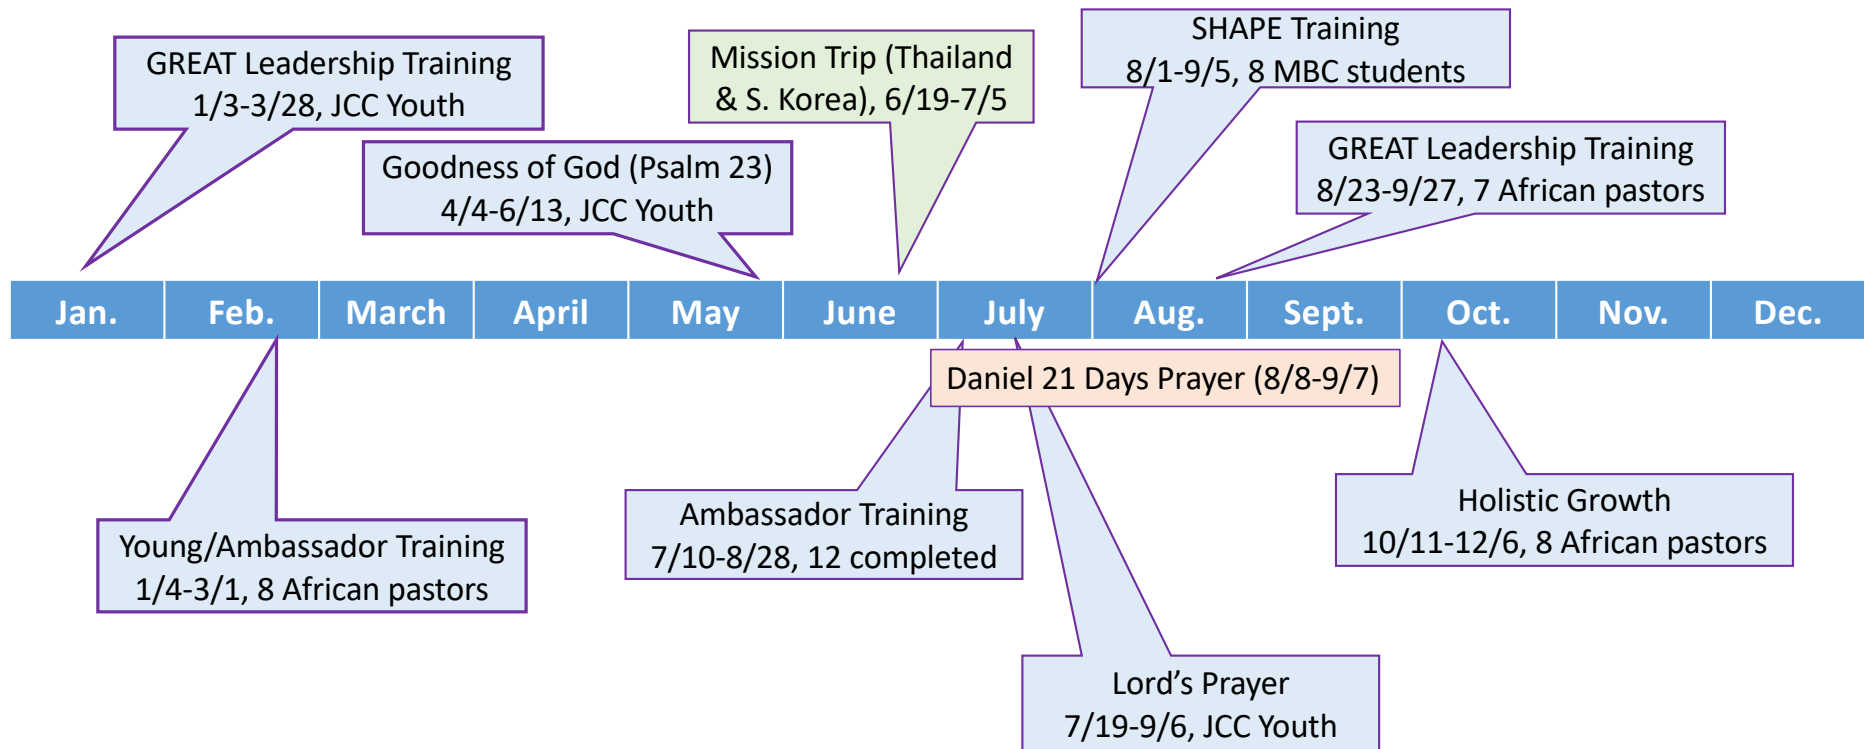 GREAT Leadership Training
1/3-3/28, JCC Youth
Goodness of God (Psalm 23)
4/4-6/13, JCC Youth
Mission Trip (Thailand
& S. Korea), 6/19-7/5
SHAPE Training
8/1-9/5, 8 MBC students
GREAT Leadership Training
8/23-9/27, 7 African pastors
Jan. Feb. March April May June July Aug. Sept. Oct. Nov. Dec.
Daniel 21 Days Prayer (8/8-9/7)
Young/Ambassador Training
1/4-3/1, 8 African pastors
Ambassador Training
7/10-8/28, 12 completed
Holistic Growth
10/11-12/6, 8 African pastors
Lord’s Prayer
7/19-9/6, JCC Youth